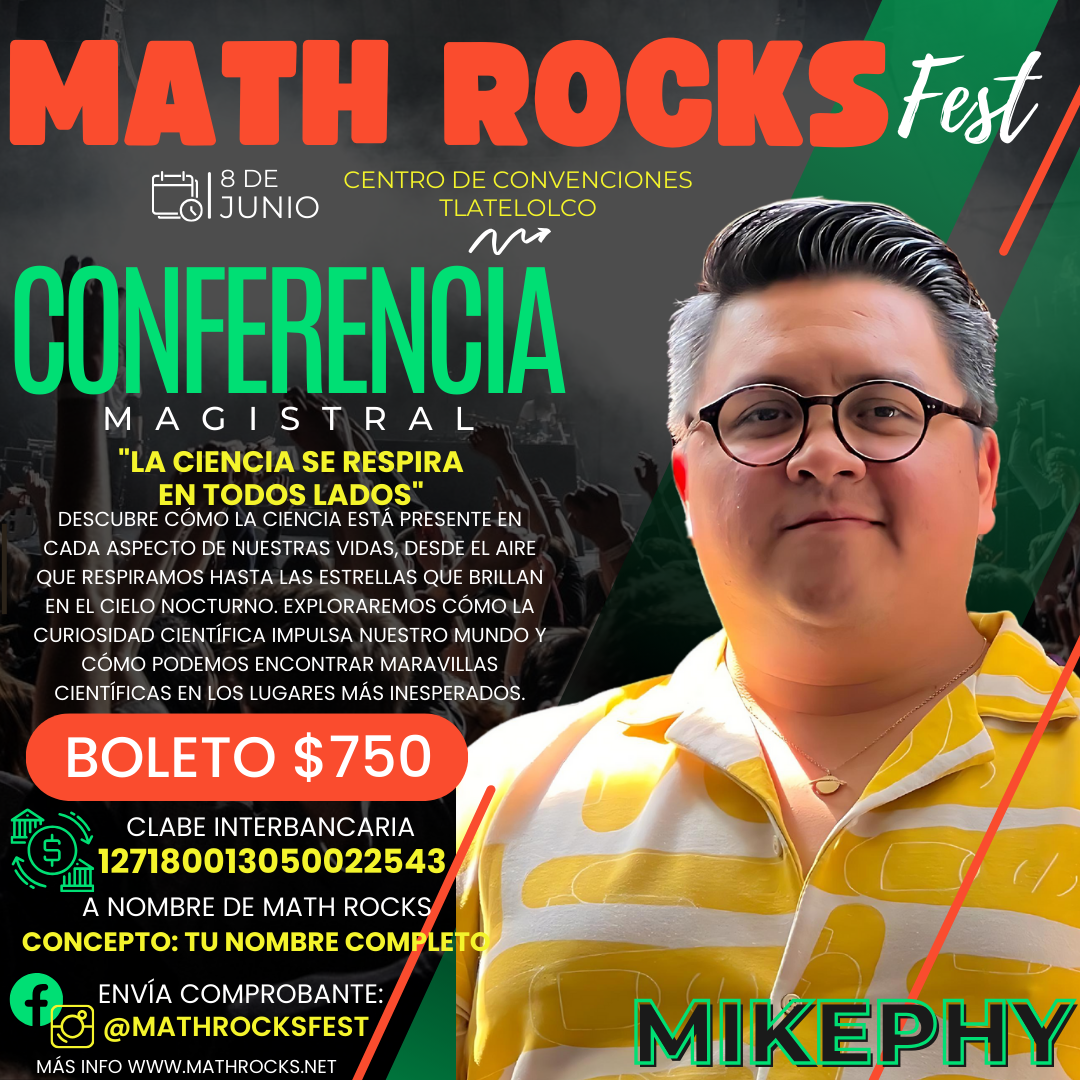 MATH ROCKS Fest
8 DE
JUNIO
CENTRO DE CONVENCIONES
TLATELOLCO
CONFERENCIA
MAGISTRAL
"LA CIENCIA SE RESPIRA
EN TODOS LADOS"
DESCUBRE CÓMO LA CIENCIA ESTÁ PRESENTE EN
CADA ASPECTO DE NUESTRAS VIDAS, DESDE EL AIRE
QUE RESPIRAMOS HASTA LAS ESTRELLAS QUE BRILLAN
EN EL CIELO NOCTURNO. EXPLORAREMOS CÓMO LA
CURIOSIDAD CIENTÍFICA IMPULSA NUESTRO MUNDO Y
CÓMO PODEMOS ENCONTRAR MARAVILLAS
CIENTÍFICAS EN LOS LUGARES MÁS INESPERADOS.
BOLETO $750
CLABE INTERBANCARIA
127180013050022543
A NOMBRE DE MATH ROCKS
CONCEPTO: TU NOMBRE COMPLETO
ENVÍA COMPROBANTE:
@MATHROCKSFEST
MÁS INFO WWW.MATHROCKS.NET
MIKEPHY